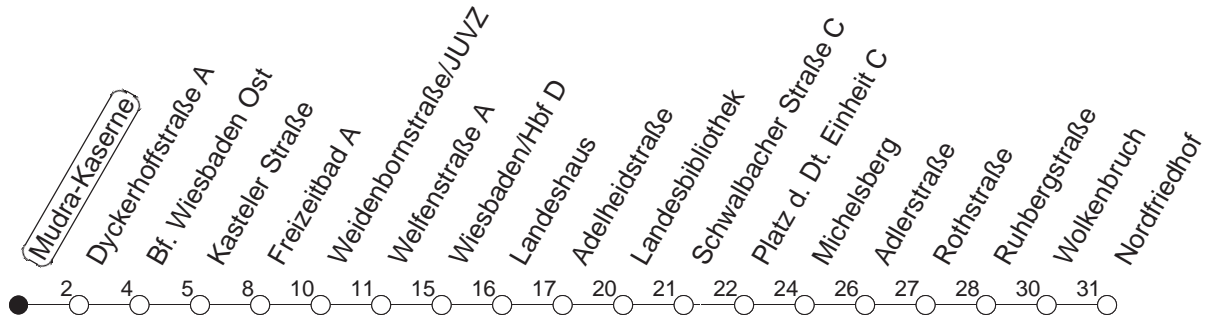 Mudra-Kaserne
Dyckerhoffstraße A
Bf. Wiesbaden Ost
Kasteler Straße
Freizeitbad A
Weidenbornstraße/JUVZ
Welfenstraße A
Wiesbaden/Hbf D
Landeshaus
Adelheidstraße
Landesbibliothek
Schwalbacher Straße C
Platz d. Dt. Einheit C
Michelsberg
Adlerstraße
Rothstraße
Ruhbergstraße
Wolkenbruch
Nordfriedhof
2 4 5 8 10 11 15 16 17 20 21 22 24 26 27 28 30 31